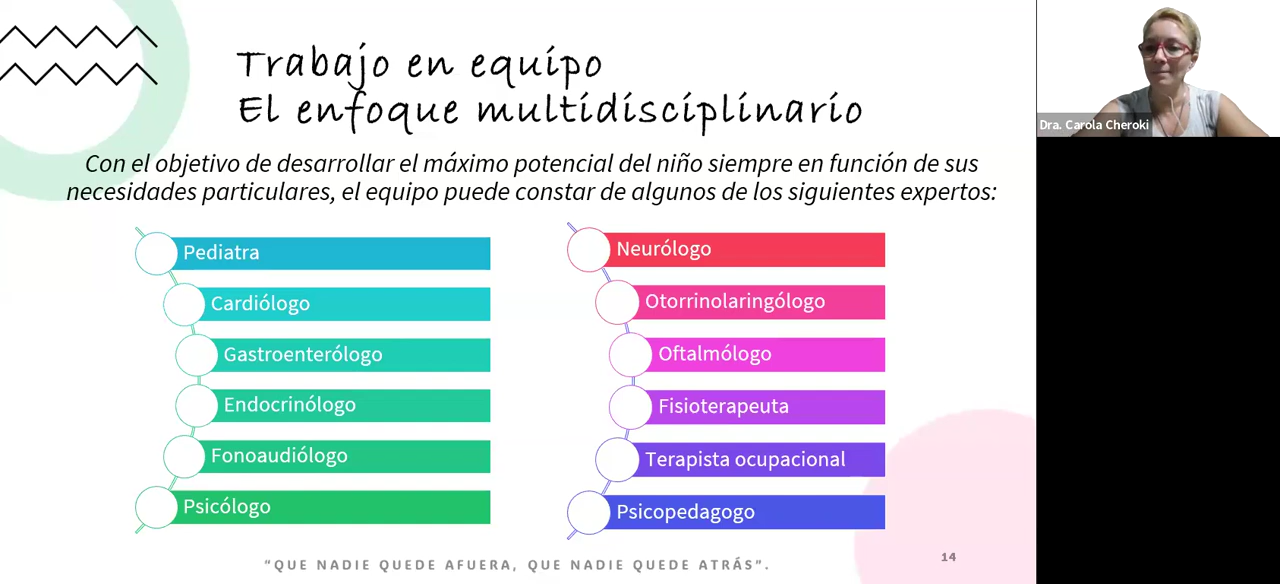 Trabajo en equipo
El enfoque multidisciplinario
Con el objetivo de desarrollar el máximo potencial del niño siempre en función de sus
necesidades particulares, el equipo puede constar de algunos de los siguientes expertos:
Pediatra
Cardiólogo
Gastroenterólogo
Endocrinólogo
Fonoaudiólogo
Psicólogo
Neurólogo
Otorrinolaringólogo
Oftalmólogo
Fisioterapeuta
Terapista ocupacional
Psicopedagogo
"QUE NADIE QUEDE AFUERA, QUE NADIE QUEDE ATRÁS".
14
Dra. Carola Cheroki